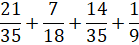 21/35 + 7/18 + 14/35 + 1/9